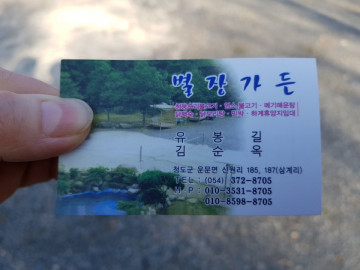 별장가든
유 봉 길
김 순 옥
청도군 운문면 신원리 185, 187(삼계리)
TEL : (054) 372-8705
H·P : 010-3531-8705
010-8598-8705